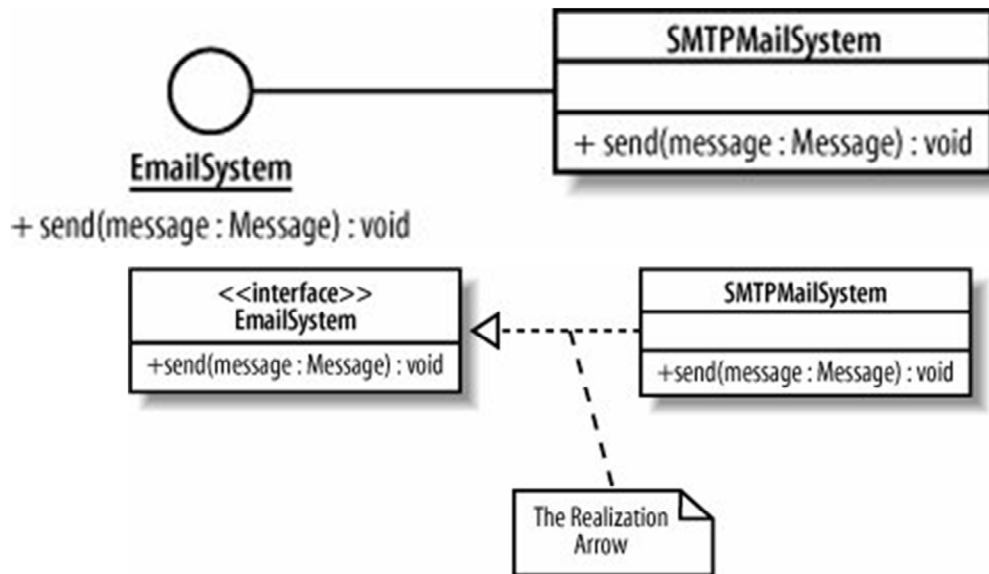 SMTPMailSystem
+ send(message : Message) : void
EmailSystem
+ send(message : Message) : void
<<interface>>
EmailSystem
+send(message : Message) : void
SMTPMailSystem
+send(message : Message) : void
The Realization
Arrow